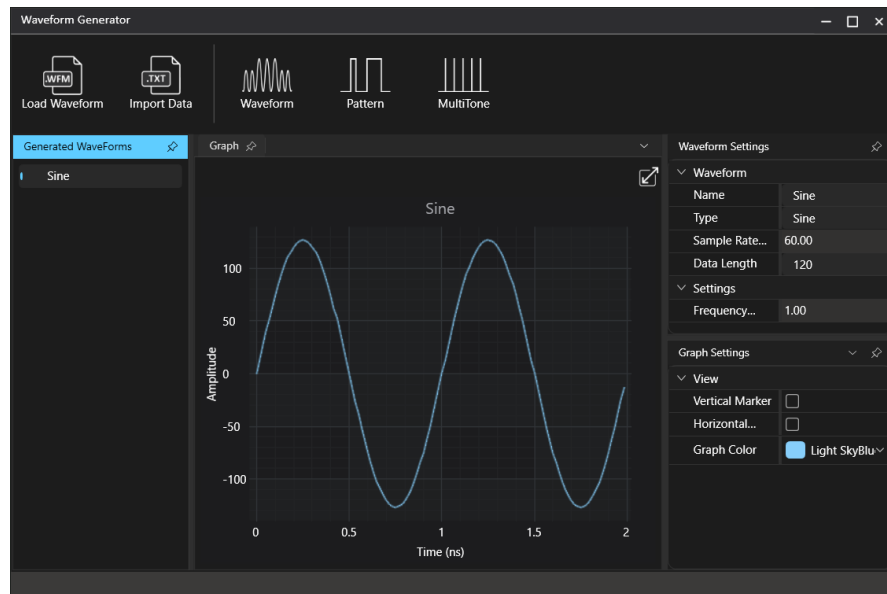 Waveform Generator
.WFM
.TXT
Load Waveform
Import Data
Waveform
Pattern
MultiTone
Generated WaveForms
Sine
Graph
Sine
100
50
0
-50
-100
Amplitude
0
0.5
1
1.5
2
Time (ns)
Waveform Settings
Waveform
Name Sine
Type Sine
Sample Rate... 60.00
Data Length 120
Settings
Frequency... 1.00
Graph Settings
View
Vertical Marker
Horizontal...
Graph Color Light SkyBlu